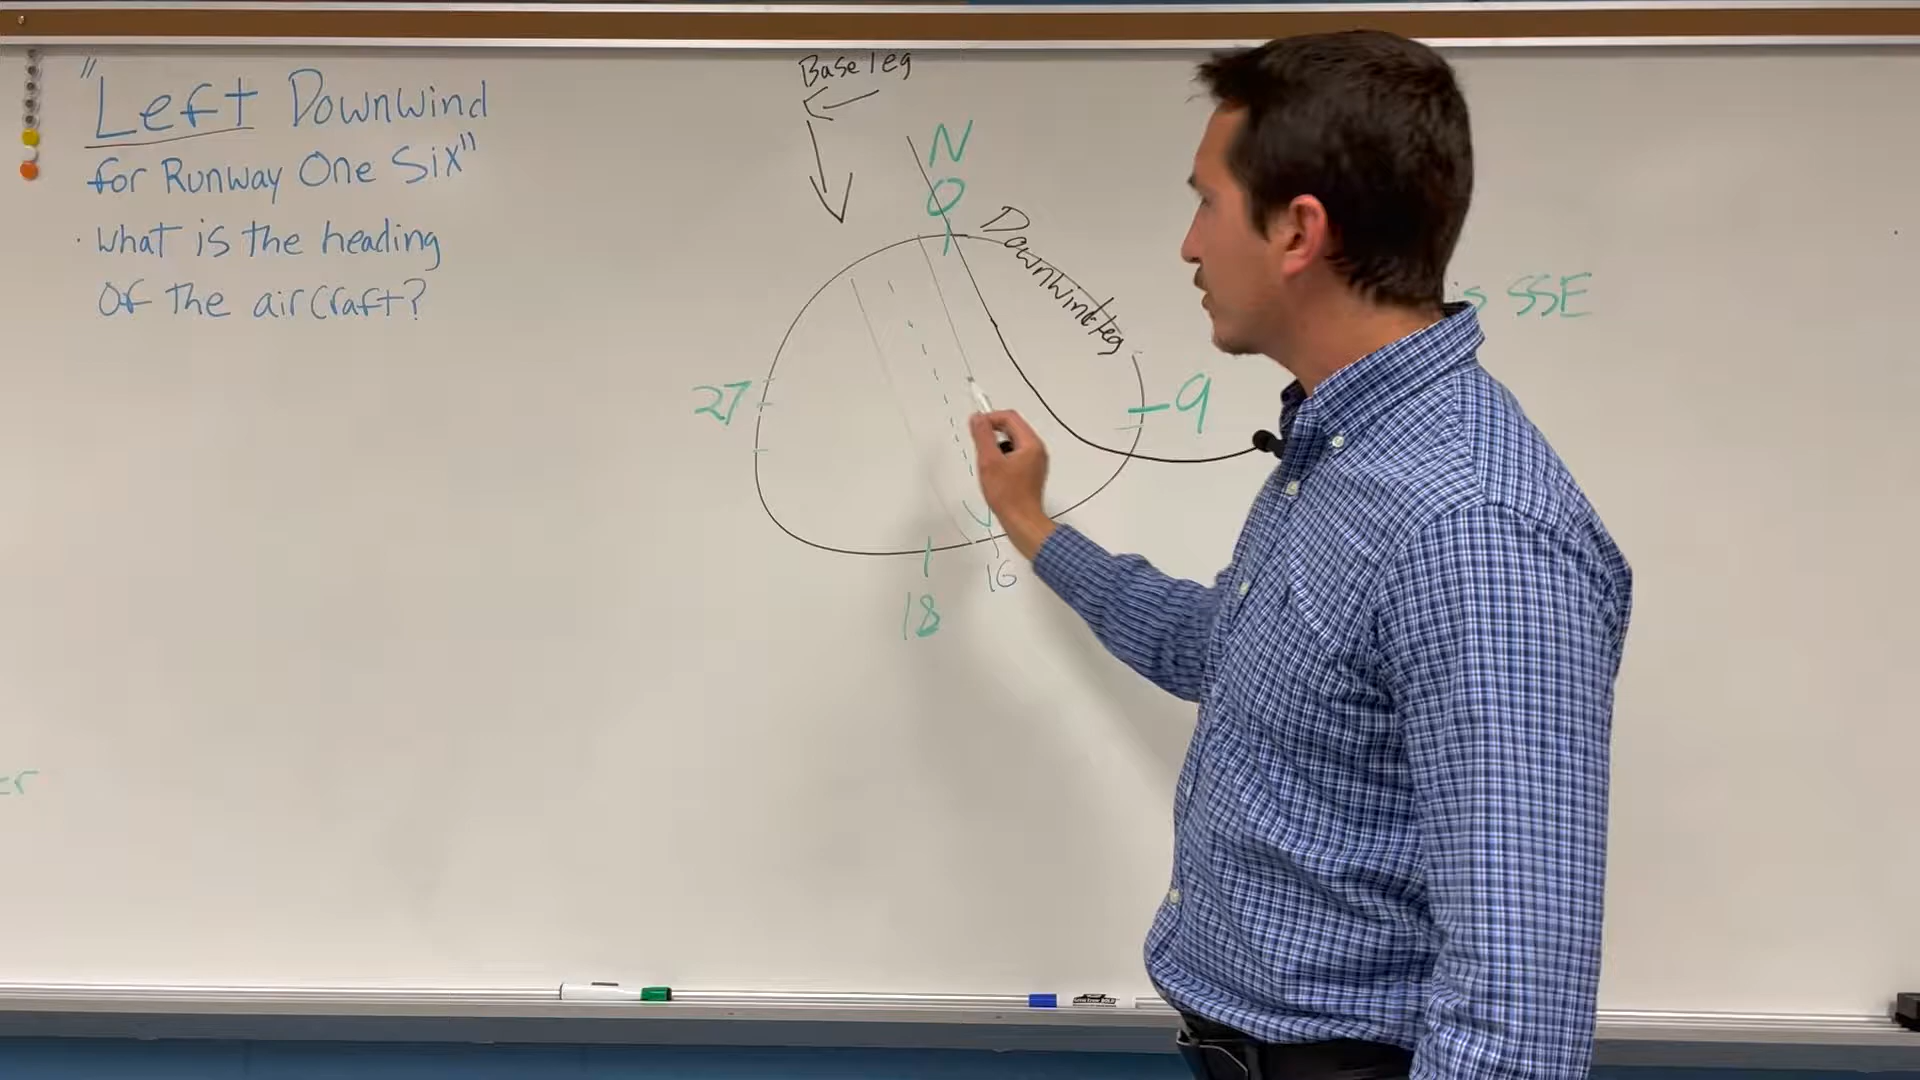 "Left Downwind
for Runway One Six"
· what is the heading
of the aircraft?
Base leg
N
0
Downwind leg
27
9
is SSE
16
18
er